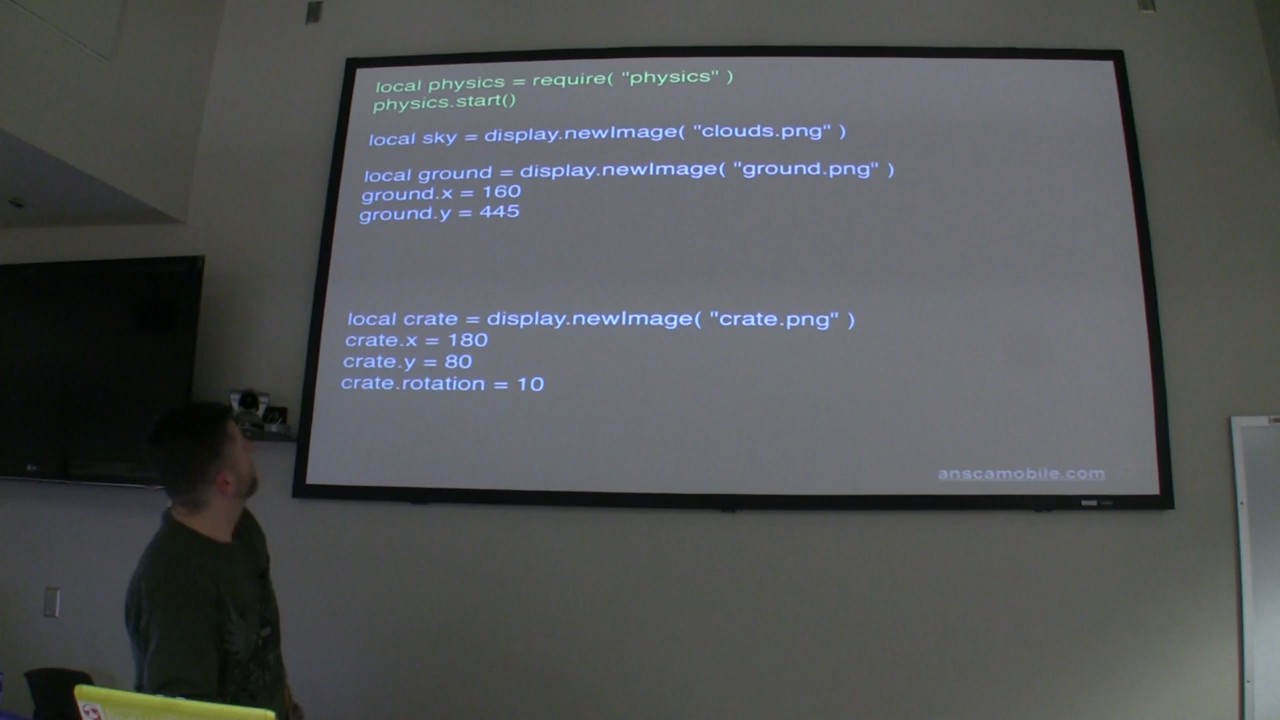 local physics = require( "physics" )
physics.start()
local sky = display.newImage( "clouds.png" )
local ground = display.newImage( "ground.png" )
ground.x = 160
ground.y = 445
local crate = display.newImage( "crate.png" )
crate.x = 180
crate.y = 80
crate.rotation = 10
anscamobile.com